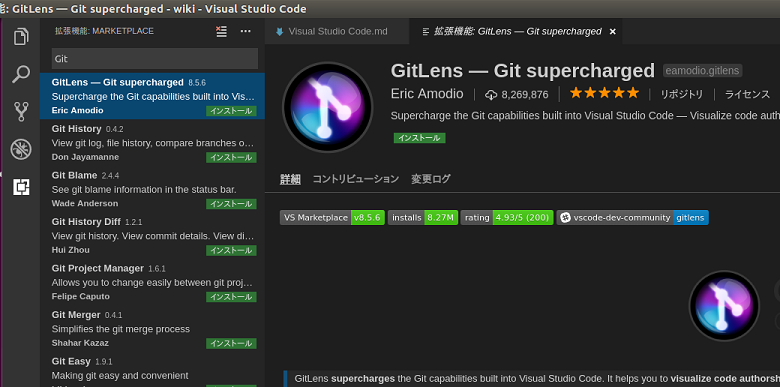 能: GitLens — Git supercharged - wiki - Visual Studio Code
拡張機能: MARKETPLACE
Git
GitLens — Git supercharged 8.5.6
Supercharge the Git capabilities built into Vis…
Eric Amodio インストール
Git History 0.4.2
View git log, file history, compare branches o…
Don Jayamanne インストール
Git Blame 2.4.4
See git blame information in the status bar.
Wade Anderson インストール
Git History Diff 1.2.1
View git history. View commit details. View di…
Hui Zhou インストール
Git Project Manager 1.6.1
Allows you to change easily between git proj…
Felipe Caputo インストール
Git Merger 0.4.1
Simplifies the git merge process
Shahar Kazaz インストール
Git Easy 1.9.1
Making git easy and convenient
インストール
Visual Studio Code.md
拡張機能: GitLens — Git supercharged
GitLens — Git supercharged eamodio.gitlens
Eric Amodio 8,269,876 リポジトリ ライセンス
Supercharge the Git capabilities built into Visual Studio Code — Visualize code auth
インストール
詳細 コントリビューション 変更ログ
VS Marketplace v8.5.6 installs 8.27M rating 4.93/5 (200) vscode-dev-community gitlens
GitLens supercharges the Git capabilities built into Visual Studio Code. It helps you to visualize code authorsh